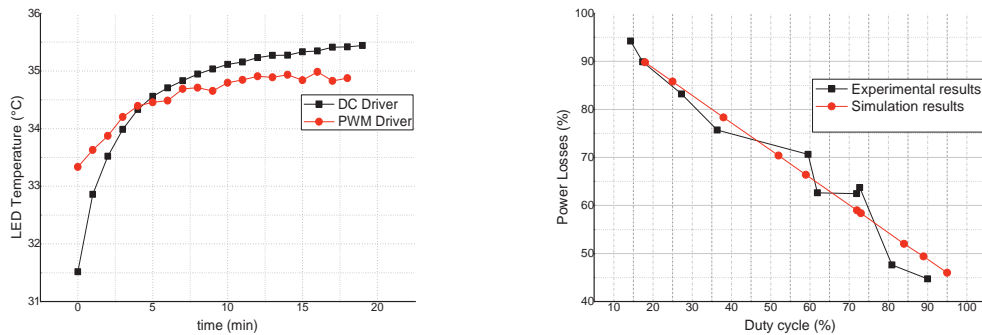 36
35
34
33
32
31
LED Temperature (°C)
0 5 10 15 20
time (min)
DC Driver
PWM Driver
100
90
80
70
60
50
40
Power Losses (%)
10 20 30 40 50 60 70 80 90 100
Duty cycle (%)
Experimental results
Simulation results